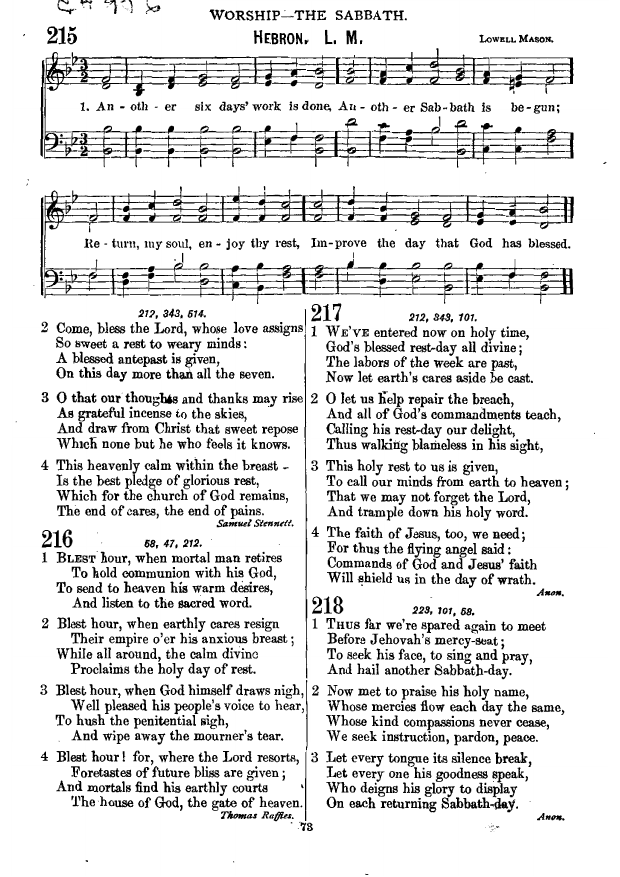 WORSHIP—THE SABBATH.
215
HEBRON. L. M.
LOWELL MASON.
1. An - oth - er six days' work is done, An - oth - er Sab - bath is be - gun;
Re - turn, my soul, en - joy thy rest, Im - prove the day that God has blessed.
212, 343, 514.
2 Come, bless the Lord, whose love assigns
So sweet a rest to weary minds:
A blessed antepast is given,
On this day more than all the seven.
3 O that our thoughts and thanks may rise
As grateful incense to the skies,
And draw from Christ that sweet repose
Which none but he who feels it knows.
4 This heavenly calm within the breast
Is the best pledge of glorious rest,
Which for the church of God remains,
The end of cares, the end of pains.
Samuel Stennett.
216
58, 47, 212.
1 BLEST hour, when mortal man retires
To hold communion with his God,
To send to heaven his warm desires,
And listen to the sacred word.
2 Blest hour, when earthly cares resign
Their empire o'er his anxious breast;
While all around, the calm divine
Proclaims the holy day of rest.
3 Blest hour, when God himself draws nigh,
Well pleased his people's voice to hear,
To hush the penitential sigh,
And wipe away the mourner's tear.
4 Blest hour! for, where the Lord resorts,
Foretastes of future bliss are given;
And mortals find his earthly courts
The house of God, the gate of heaven.
Thomas Raffles.
217
212, 343, 101.
1 WE'VE entered now on holy time,
God's blessed rest-day all divine;
The labors of the week are past,
Now let earth's cares aside be cast.
2 O let us help repair the breach,
And all of God's commandments teach,
Calling his rest-day our delight,
Thus walking blameless in his sight,
3 This holy rest to us is given,
To call our minds from earth to heaven;
That we may not forget the Lord,
And trample down his holy word.
4 The faith of Jesus, too, we need;
For thus the flying angel said:
Commands of God and Jesus' faith
Will shield us in the day of wrath.
Anon.
218
223, 101, 58.
1 THUS far we're spared again to meet
Before Jehovah's mercy-seat;
To seek his face, to sing and pray,
And hail another Sabbath-day.
2 Now met to praise his holy name,
Whose mercies flow each day the same,
Whose kind compassions never cease,
We seek instruction, pardon, peace.
3 Let every tongue its silence break,
Let every one his goodness speak,
Who deigns his glory to display
On each returning Sabbath-day.
Anon.
73